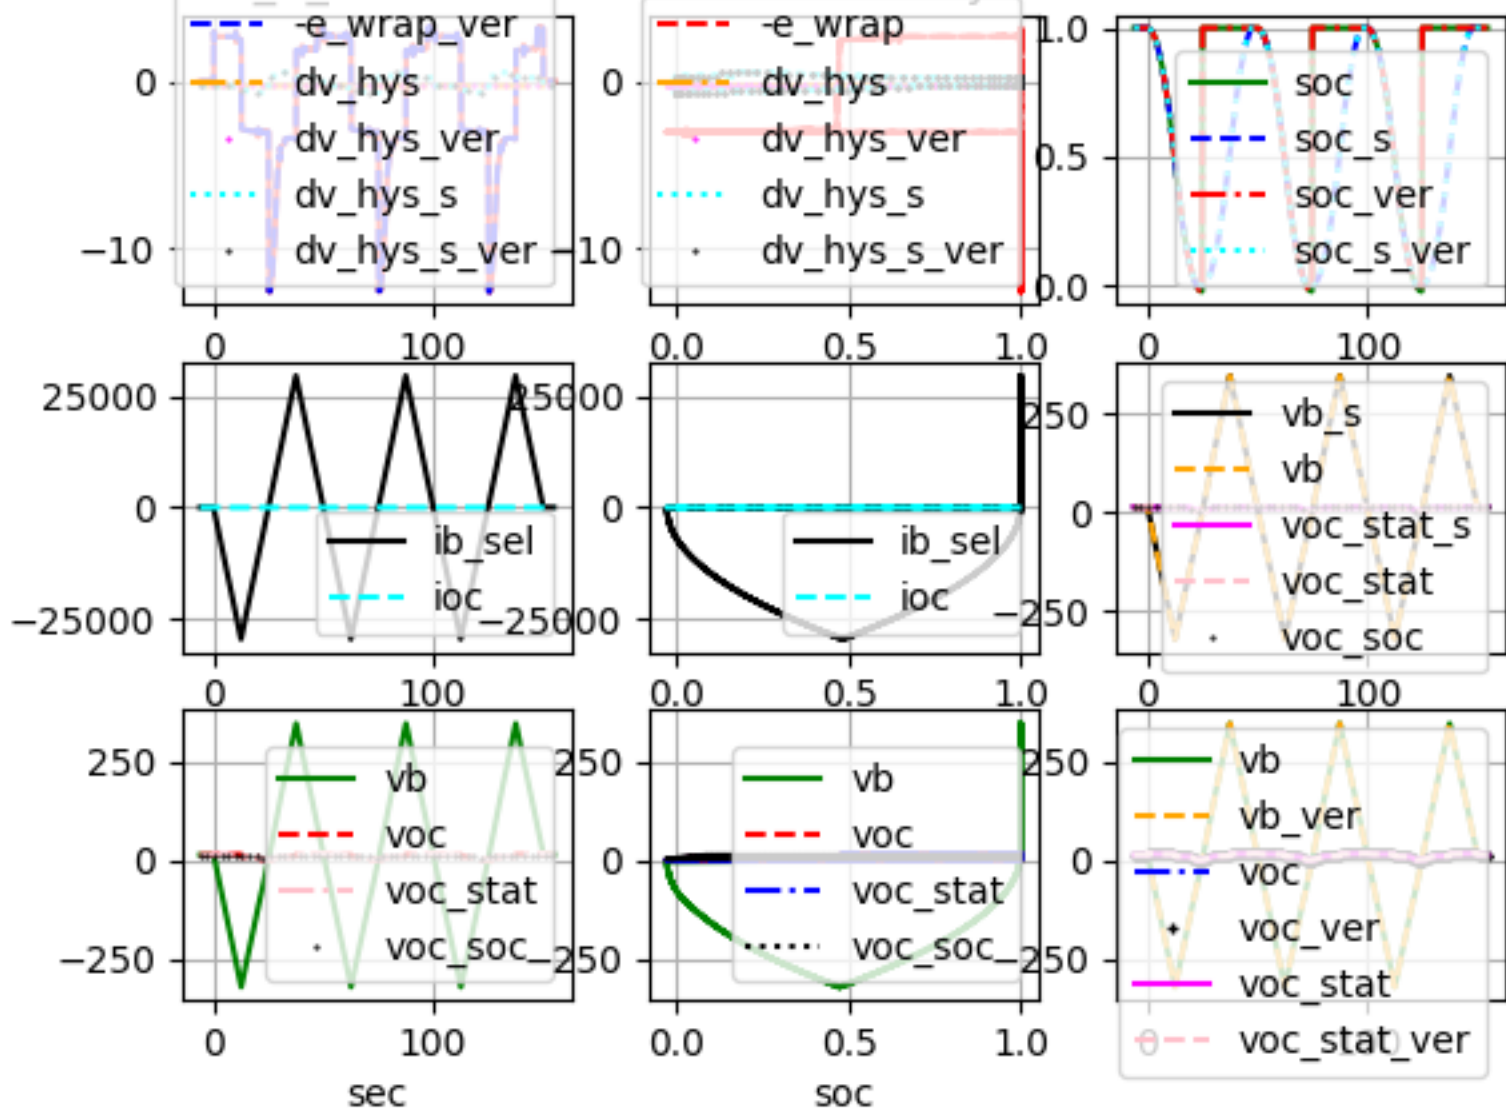 -e_wrap_ver
dv_hys
dv_hys_ver
dv_hys_s
dv_hys_s_ver
0
−10
0
100
-e_wrap
dv_hys
dv_hys_ver
dv_hys_s
dv_hys_s_ver
0
−10
0.0
0.5
1.0
soc
soc_s
soc_ver
soc_s_ver
1.0
0.5
0.0
0
100
25000
0
−25000
ib_sel
ioc
0
100
25000
0
−25000
ib_sel
ioc
0.0
0.5
1.0
250
0
−250
vb_s
vb
voc_stat_s
voc_stat
voc_soc
0
100
250
0
−250
vb
voc
voc_stat
voc_soc
0
100
sec
250
0
vb
voc
voc_stat
voc_soc
0.0
0.5
1.0
soc
250
0
−250
vb
vb_ver
voc
voc_ver
voc_stat
voc_stat_ver
0